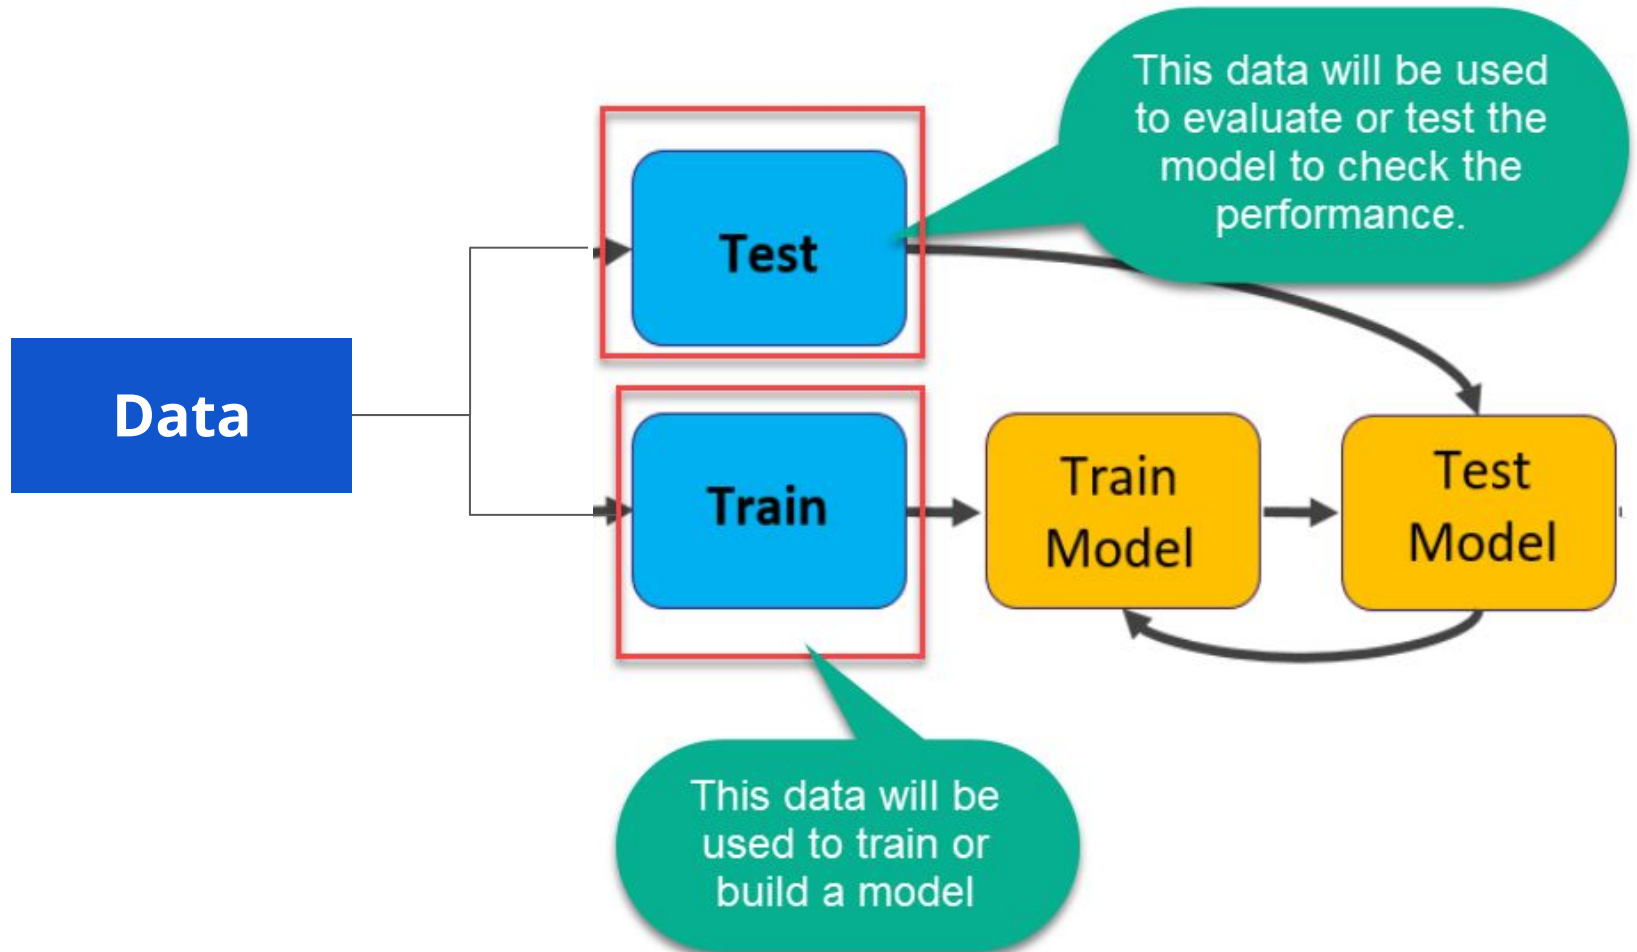 This data will be used
to evaluate or test the
model to check the
performance.
Test
Data
Train
Train
Model
Test
Model
This data will be
used to train or
build a model